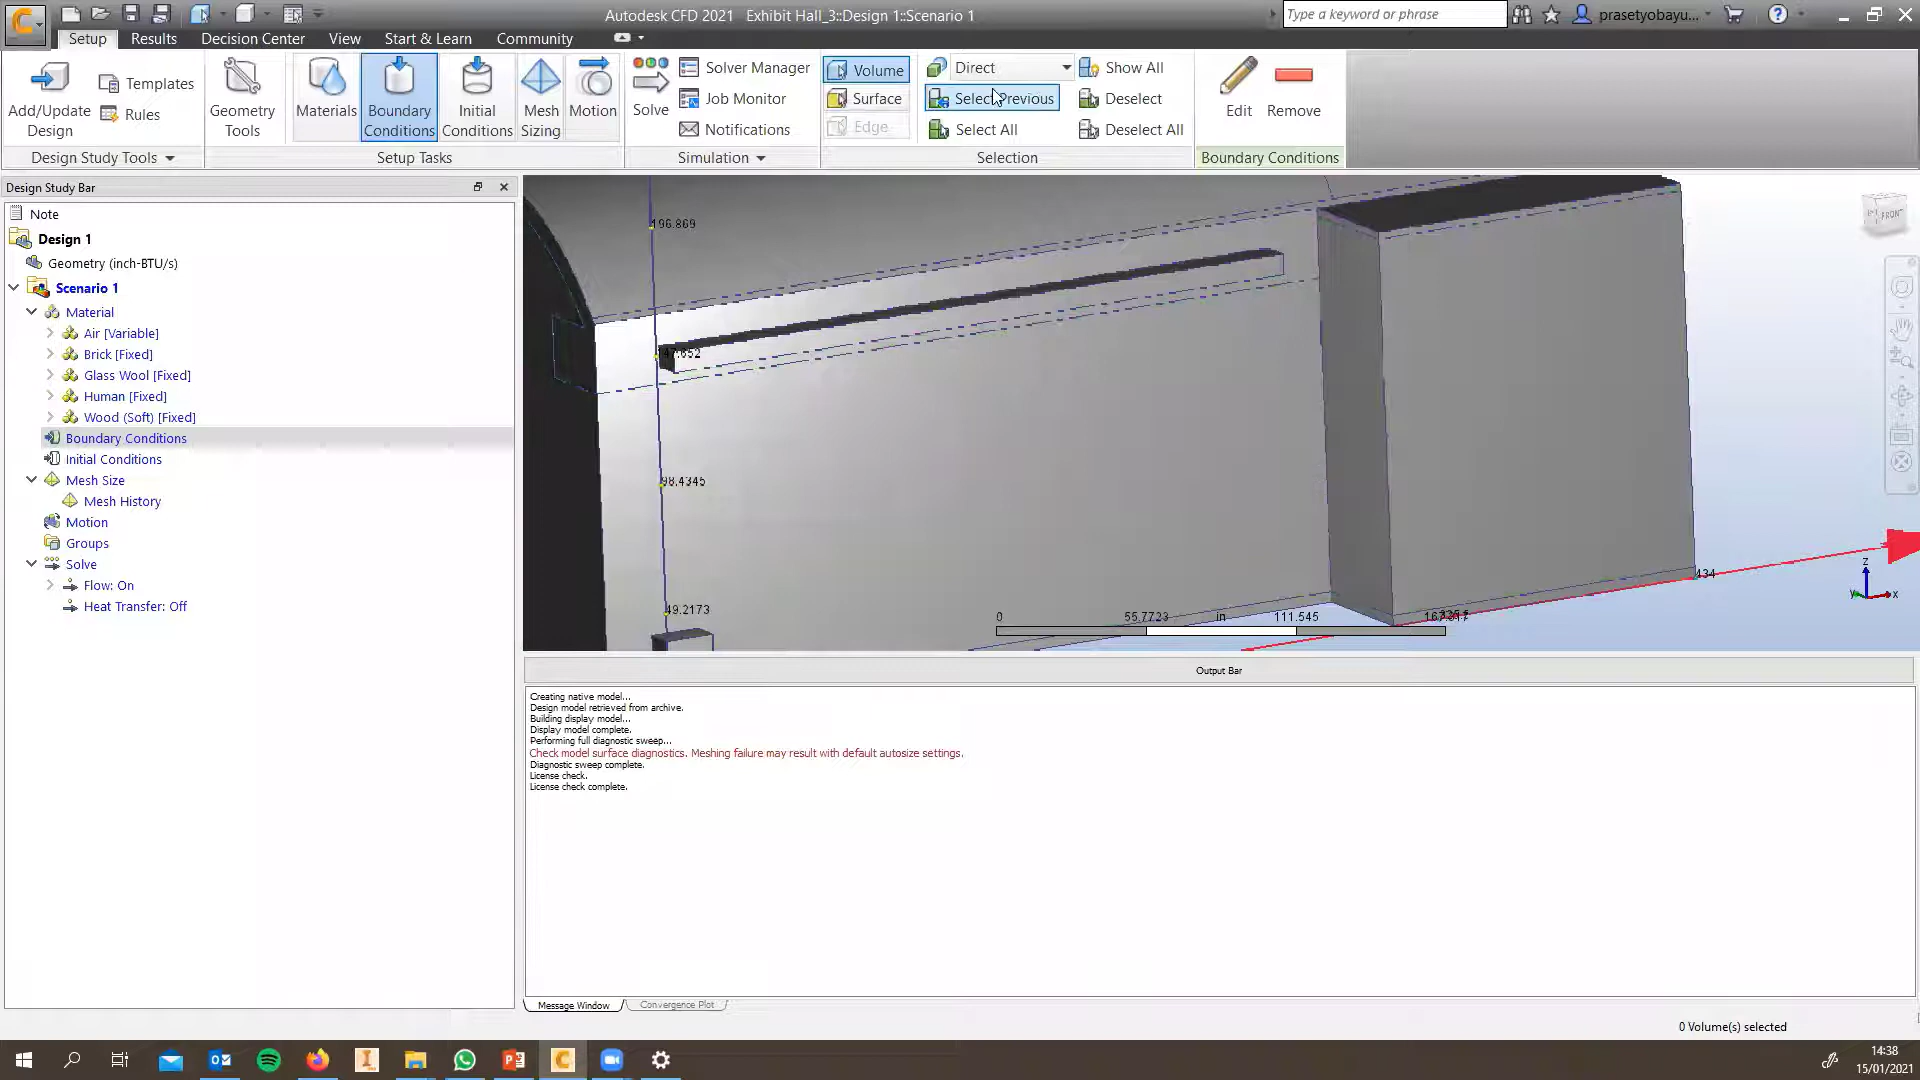 Autodesk CFD 2021   Exhibit Hall_3::Design 1::Scenario 1
Type a keyword or phrase
prasetyobayu...
Setup
Results
Decision Center
View
Start & Learn
Community
Add/Update Design
Templates
Rules
Design Study Tools
Geometry Tools
Materials
Boundary Conditions
Initial Conditions
Mesh Sizing
Motion
Setup Tasks
Solve
Solver Manager
Job Monitor
Notifications
Simulation
Volume
Surface
Edge
Direct
Select Previous
Select All
Show All
Deselect
Deselect All
Selection
Edit
Remove
Boundary Conditions
Design Study Bar
Note
Design 1
Geometry (inch-BTU/s)
Scenario 1
Material
Air [Variable]
Brick [Fixed]
Glass Wool [Fixed]
Human [Fixed]
Wood (Soft) [Fixed]
Boundary Conditions
Initial Conditions
Mesh Size
Mesh History
Motion
Groups
Solve
Flow: On
Heat Transfer: Off
196.869
98.4345
49.2173
0
55.7723
in
111.545
434
FRONT
Z
Y
X
Output Bar
Creating native model...
Design model retrieved from archive.
Building display model...
Display model complete.
Performing full diagnostic sweep...
Check model surface diagnostics. Meshing failure may result with default autosize settings.
Diagnostic sweep complete.
License check.
License check complete.
Message Window
Convergence Plot
0 Volume(s) selected
14:38
15/01/2021